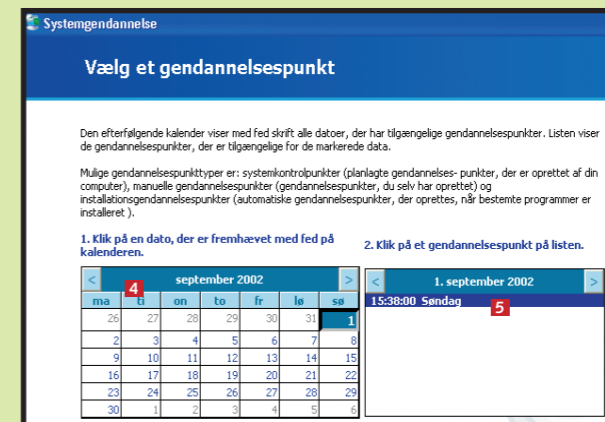 Systemgendannelse
Vælg et gendannelsespunkt
Den efterfølgende kalender viser med fed skrift alle datoer, der har tilgængelige gendannelsespunkter. Listen viser
de gendannelsespunkter, der er tilgængelige for de markerede data.
Mulige gendannelsespunkttyper er: systemkontrolpunkter (planlagte gendannelses- punkter, der er oprettet af din
computer), manuelle gendannelsespunkter (gendannelsespunkter, du selv har oprettet) og
installationsgendannelsespunkter (automatiske gendannelsespunkter, der oprettes, når bestemte programmer er
installeret ).
1. Klik på en dato, der er fremhævet med fed på
kalenderen.
< september 2002 >
4
ma ti on to fr lø sø
26 27 28 29 30 31 1
2 3 4 5 6 7 8
9 10 11 12 13 14 15
16 17 18 19 20 21 22
23 24 25 26 27 28 29
30 1 2 3 4 5 6
2. Klik på et gendannelsespunkt på listen.
< 1. september 2002 >
15:38:00 Søndag
5